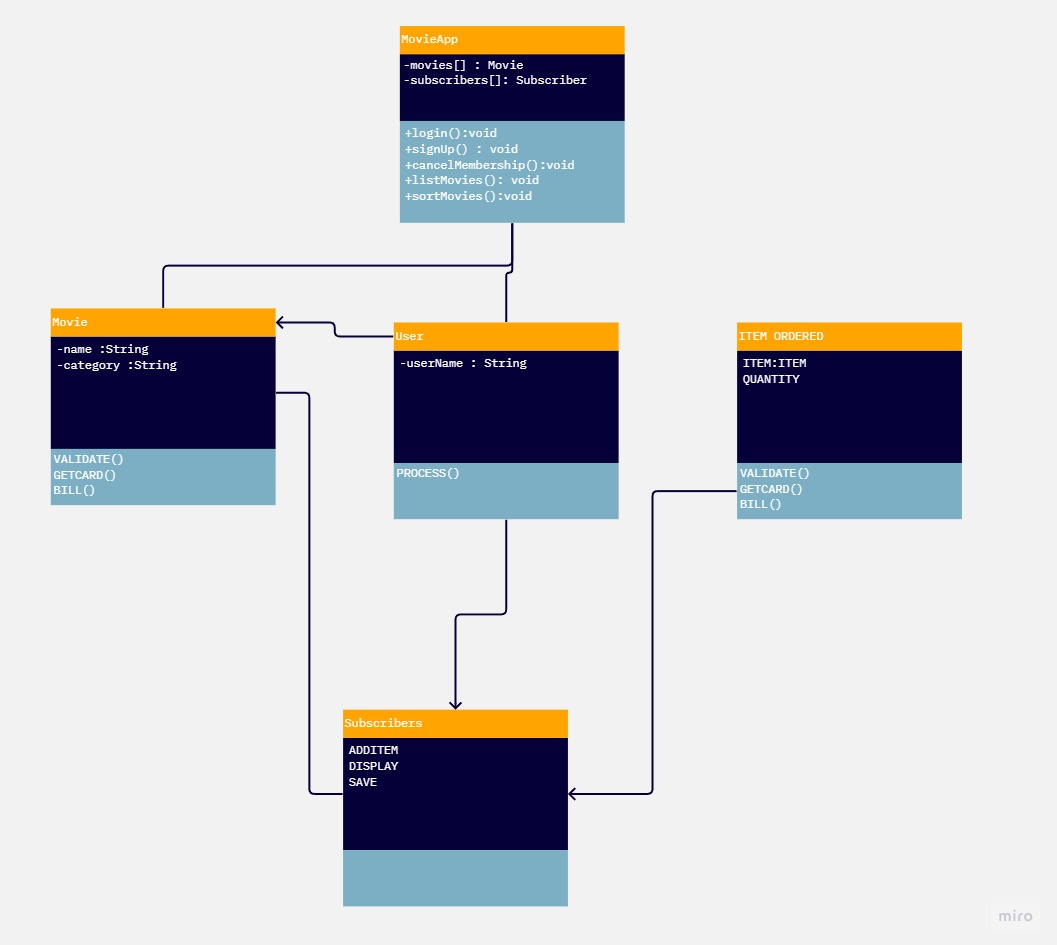 MovieApp
-movies[] : Movie
-subscribers[]: Subscriber
+login():void
+signUp() : void
+cancelMembership():void
+listMovies(): void
+sortMovies():void
Movie
-name :String
-category :String
VALIDATE()
GETCARD()
BILL()
User
-userName : String
PROCESS()
ITEM ORDERED
ITEM:ITEM
QUANTITY
VALIDATE()
GETCARD()
BILL()
Subscribers
ADDITEM
DISPLAY
SAVE
miro